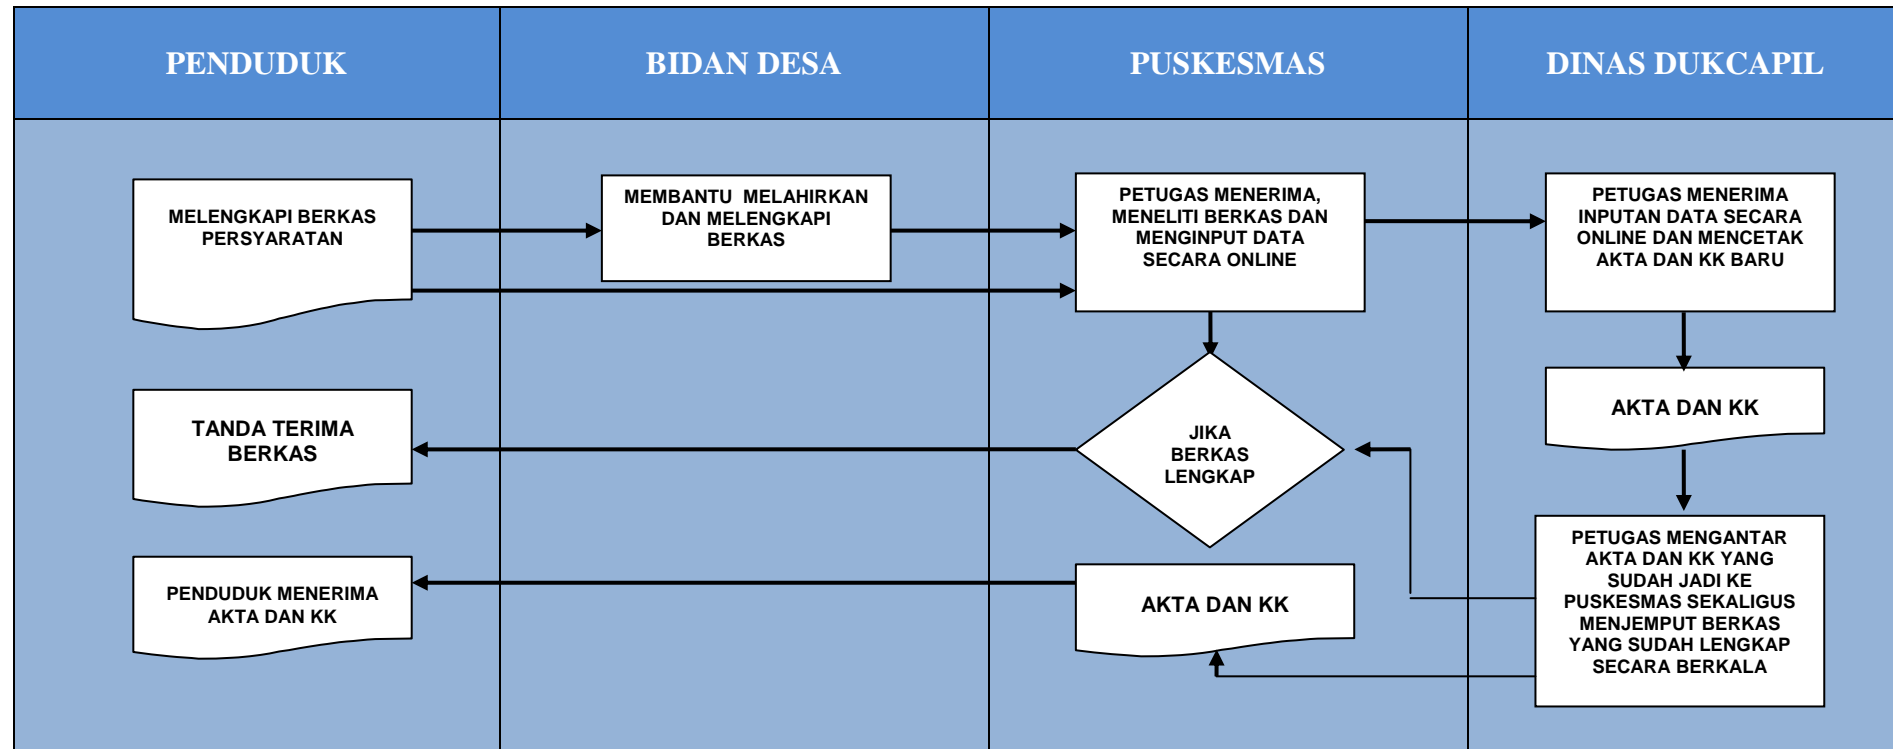 PENDUDUK
BIDAN DESA
PUSKESMAS
DINAS DUKCAPIL
MELENGKAPI BERKAS
PERSYARATAN
MEMBANTU MELAHIRKAN
DAN MELENGKAPI
BERKAS
PETUGAS MENERIMA,
MENELITI BERKAS DAN
MENGINPUT DATA
SECARA ONLINE
PETUGAS MENERIMA
INPUTAN DATA SECARA
ONLINE DAN MENCETAK
AKTA DAN KK BARU
TANDA TERIMA
BERKAS
JIKA
BERKAS
LENGKAP
AKTA DAN KK
PENDUDUK MENERIMA
AKTA DAN KK
AKTA DAN KK
PETUGAS MENGANTAR
AKTA DAN KK YANG
SUDAH JADI KE
PUSKESMAS SEKALIGUS
MENJEMPUT BERKAS
YANG SUDAH LENGKAP
SECARA BERKALA